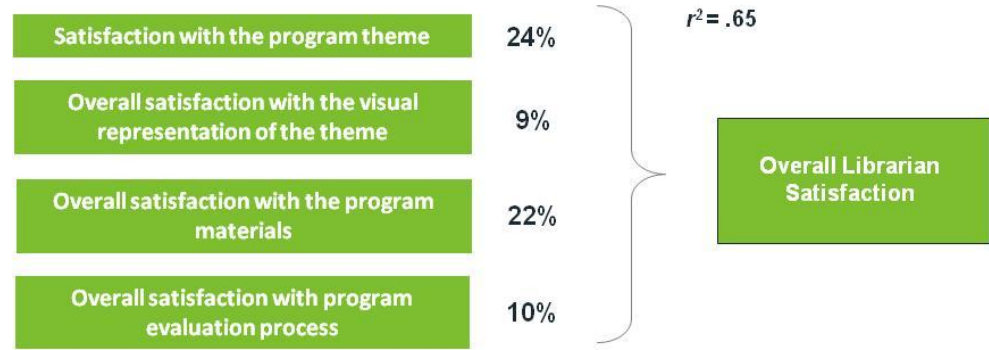 Satisfaction with the program theme
24%
r² = .65
Overall satisfaction with the visual
representation of the theme
9%
Overall satisfaction with the program
materials
22%
Overall satisfaction with program
evaluation process
10%
Overall Librarian
Satisfaction